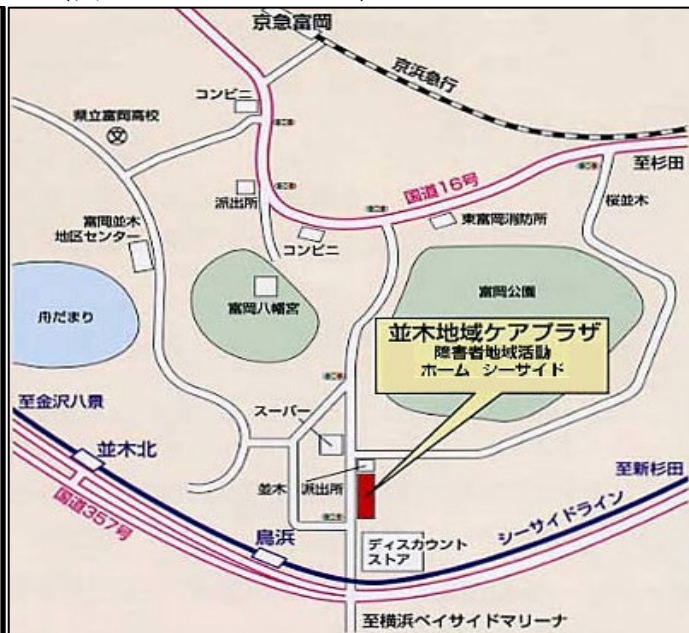 京急富岡
京浜急行
コンビニ
県立富岡高校
文
国道16号
至杉田
派出所
桜並木
富岡並木
地区センター
東富岡消防所
コンビニ
富岡公園
富岡八幡宮
舟だまり
並木地域ケアプラザ
障害者地域活動
ホーム シーサイド
至金沢八景
スーパー
並木北
至新杉田
並木 派出所
国道357号
シーサイドライン
鳥浜
ディスカウント
ストア
至横浜ベイサイドマリーナ